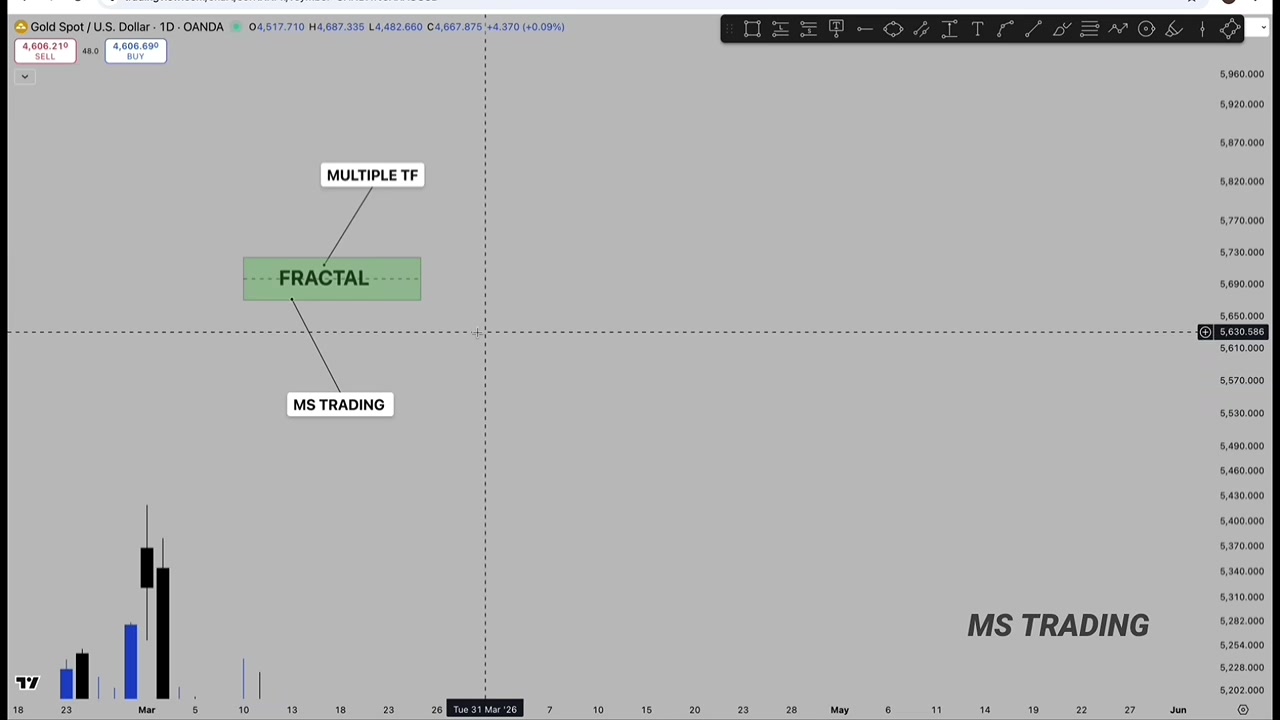 Gold Spot / U.S. Dollar · 1D · OANDA O4,517.710 H4,687.335 L4,482.660 C4,667.875 +4.370 (+0.09%)
4,606.210 48.0 4,606.690
SELL BUY
5,960.000
5,920.000
5,870.000
MULTIPLE TF
5,820.000
5,770.000
5,730.000
FRACTAL
5,690.000
5,650.000
5,630.586
5,610.000
5,570.000
MS TRADING
5,530.000
5,490.000
5,460.000
5,430.000
5,400.000
5,370.000
5,340.000
5,310.000
5,282.000
MS TRADING
5,254.000
5,228.000
5,202.000
18 23 Mar 5 10 13 18 23 26 Tue 31 Mar '26 7 10 15 20 23 28 May 6 11 14 19 22 27 Jun